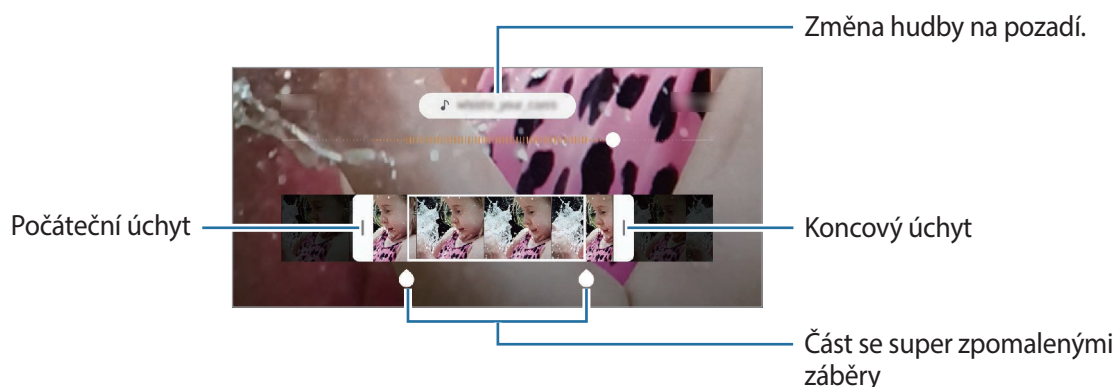 Změna hudby na pozadí.
Počáteční úchyt
Koncový úchyt
Část se super zpomalenými
záběry